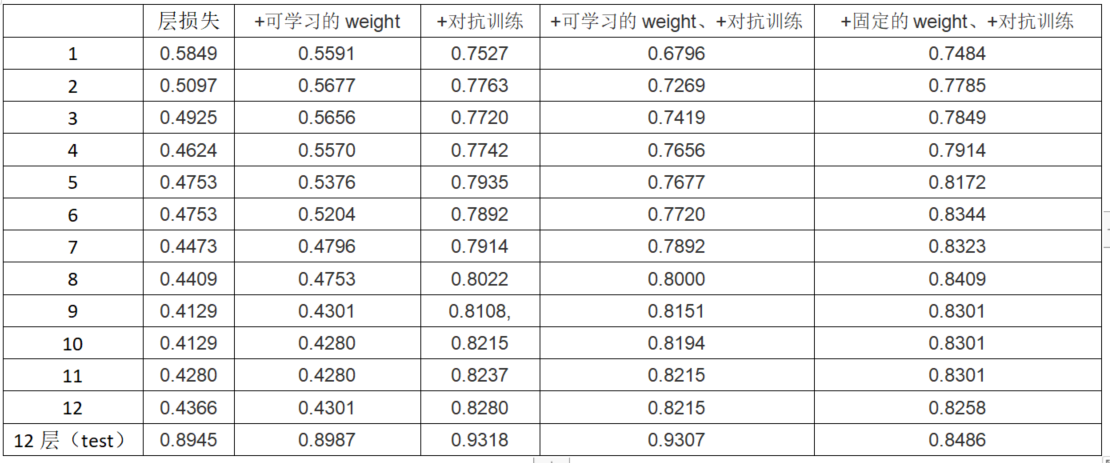 层损失 +可学习的 weight +对抗训练 +可学习的 weight、+对抗训练 +固定的 weight、+对抗训练
1 0.5849 0.5591 0.7527 0.6796 0.7484
2 0.5097 0.5677 0.7763 0.7269 0.7785
3 0.4925 0.5656 0.7720 0.7419 0.7849
4 0.4624 0.5570 0.7742 0.7656 0.7914
5 0.4753 0.5376 0.7935 0.7677 0.8172
6 0.4753 0.5204 0.7892 0.7720 0.8344
7 0.4473 0.4796 0.7914 0.7892 0.8323
8 0.4409 0.4753 0.8022 0.8000 0.8409
9 0.4129 0.4301 0.8108, 0.8151 0.8301
10 0.4129 0.4280 0.8215 0.8194 0.8301
11 0.4280 0.4280 0.8237 0.8215 0.8301
12 0.4366 0.4301 0.8280 0.8215 0.8258
12 层（test） 0.8945 0.8987 0.9318 0.9307 0.8486